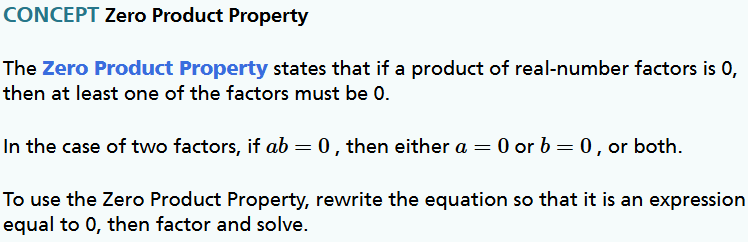 CONCEPT Zero Product Property
The Zero Product Property states that if a product of real-number factors is 0,
then at least one of the factors must be 0.
In the case of two factors, if ab = 0, then either a = 0 or b = 0, or both.
To use the Zero Product Property, rewrite the equation so that it is an expression
equal to 0, then factor and solve.